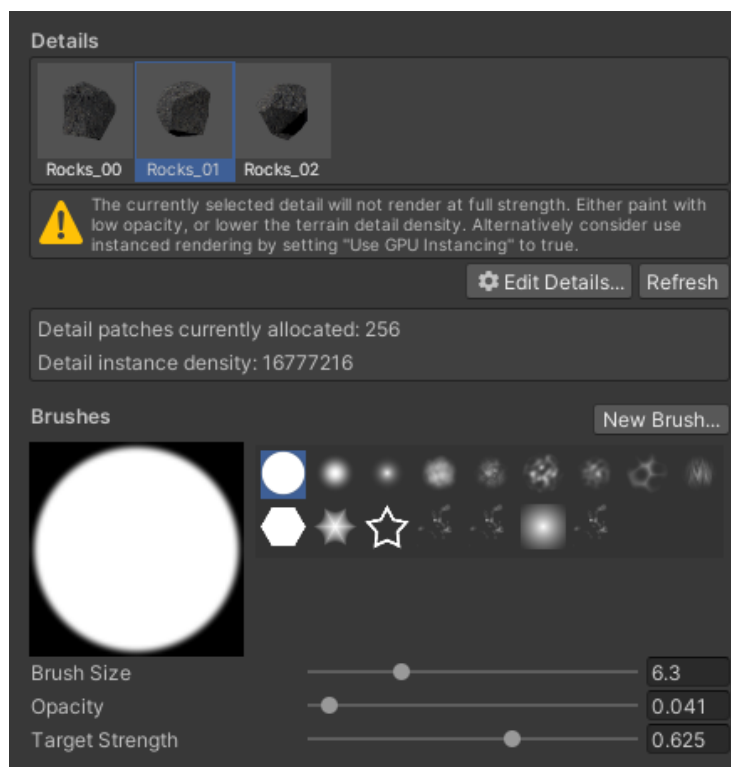 Details
Rocks_00 Rocks_01 Rocks_02
The currently selected detail will not render at full strength. Either paint with
low opacity, or lower the terrain detail density. Alternatively consider use
instanced rendering by setting "Use GPU Instancing" to true.
Edit Details... Refresh
Detail patches currently allocated: 256
Detail instance density: 16777216
Brushes New Brush...
Brush Size 6.3
Opacity 0.041
Target Strength 0.625